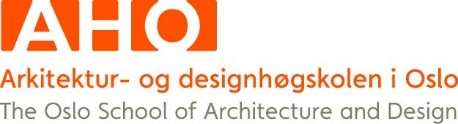 AHO
Arkitektur- og designhøgskolen i Oslo
The Oslo School of Architecture and Design